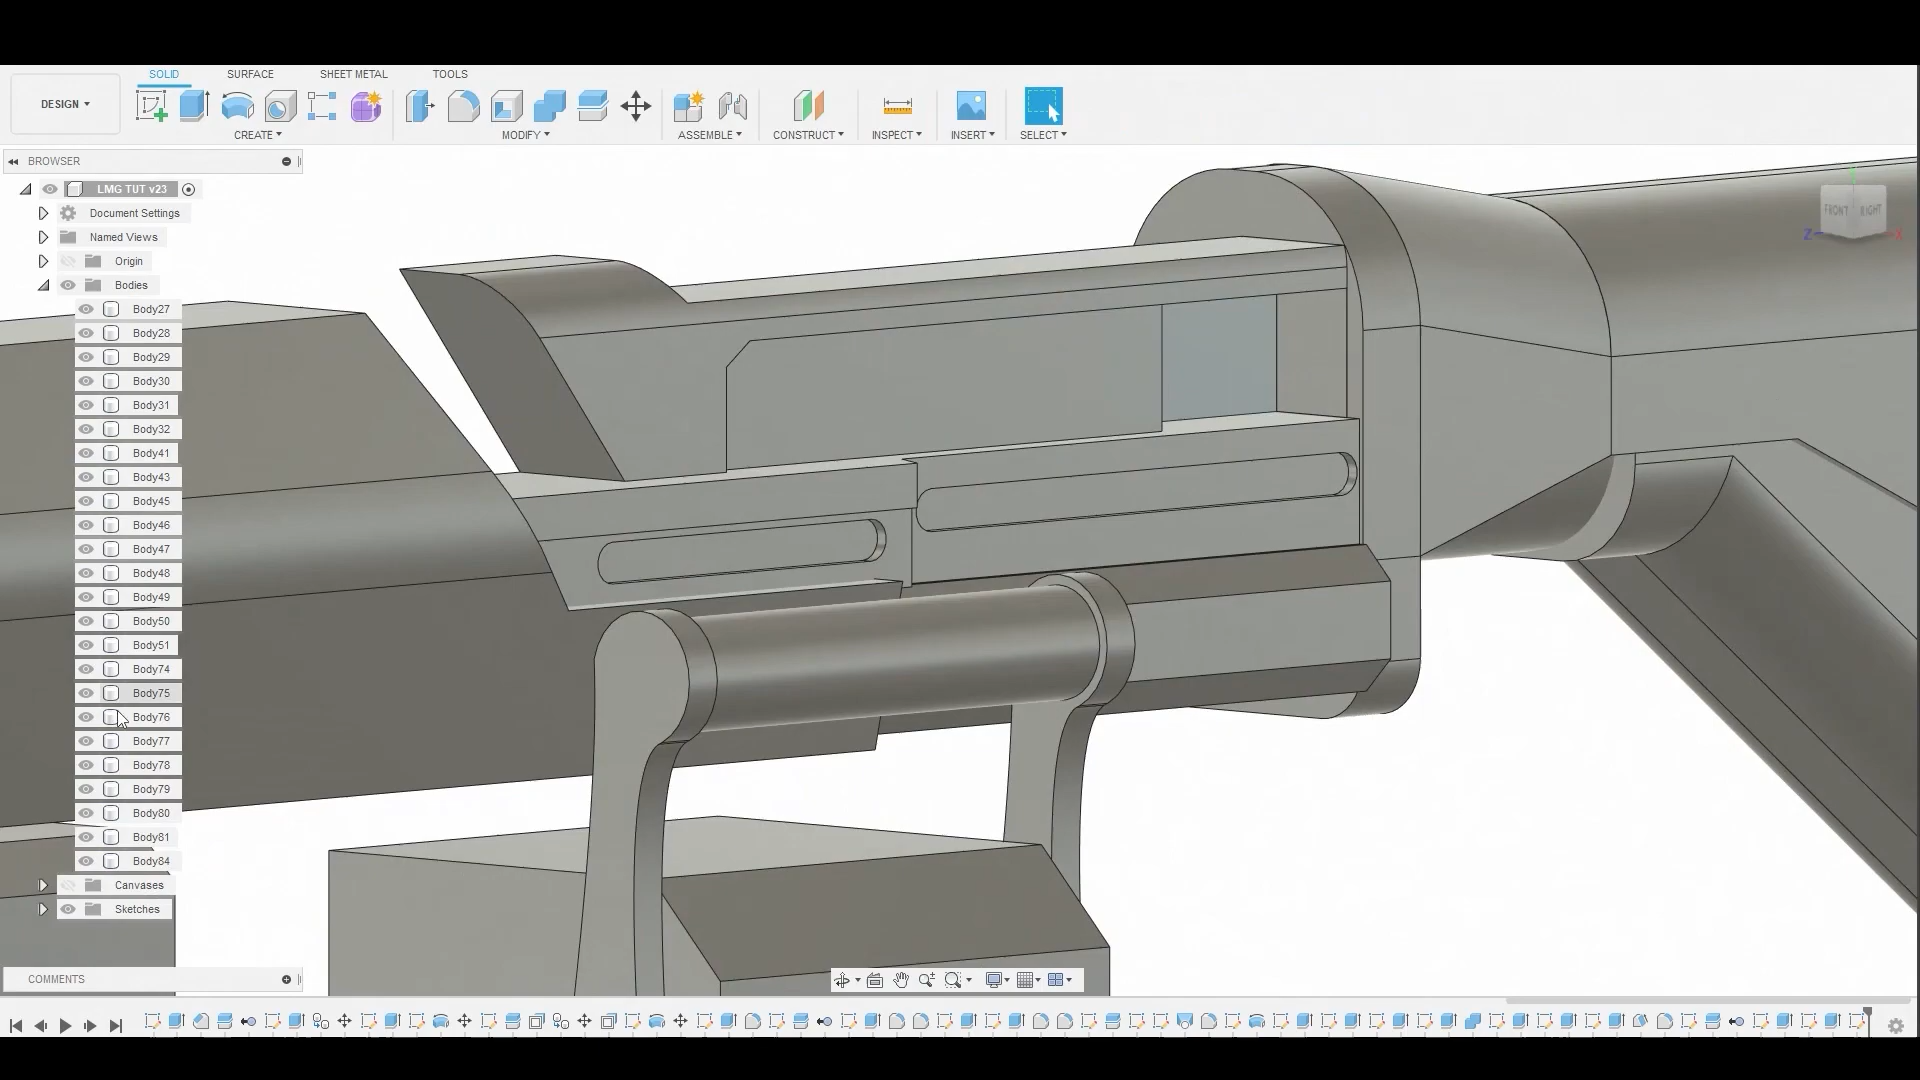 SOLID SURFACE SHEET METAL TOOLS
DESIGN
CREATE MODIFY ASSEMBLE CONSTRUCT INSPECT INSERT SELECT
BROWSER
LMG TUT v23
Document Settings
Named Views
Origin
Bodies
Body27
Body28
Body29
Body30
Body31
Body32
Body41
Body43
Body45
Body46
Body47
Body48
Body49
Body50
Body51
Body74
Body75
Body76
Body77
Body78
Body79
Body80
Body81
Body84
Canvases
Sketches
COMMENTS
FRONT RIGHT
Z X